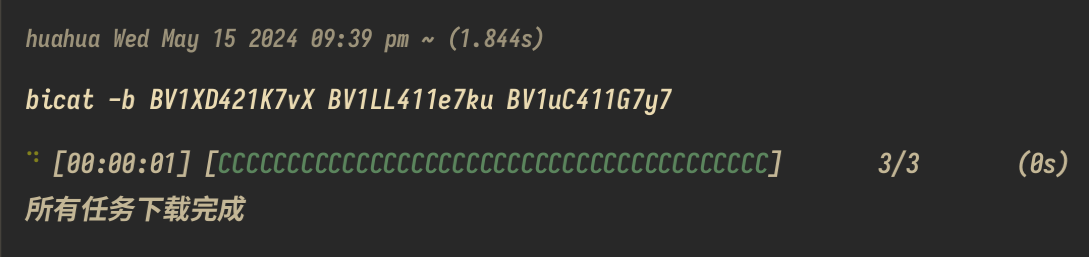 huahua Wed May 15 2024 09:39 pm ~ (1.844s)
bicat -b BV1XD421K7vX BV1LL411e7ku BV1uC411G7y7
⠙ [00:00:01] [CCCCCCCCCCCCCCCCCCCCCCCCCCCCCCCCCCCCCCCC] 3/3 (0s)
所有任务下载完成